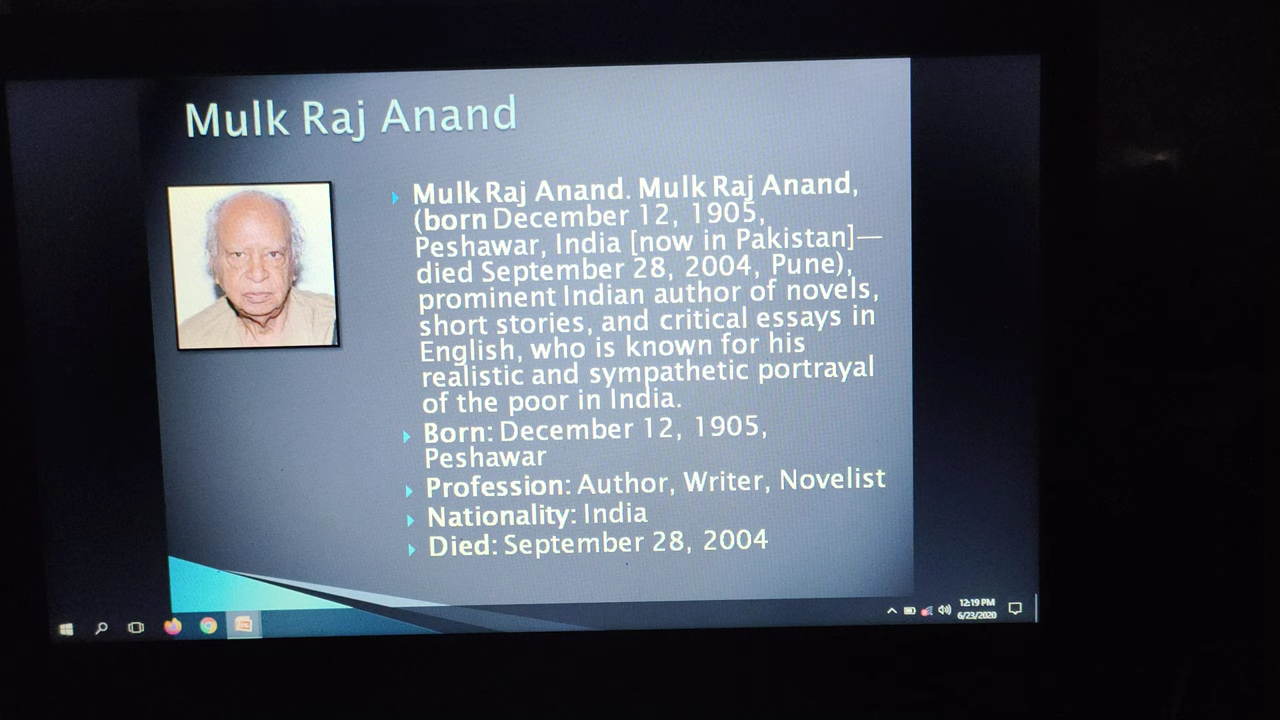 Mulk Raj Anand
Mulk Raj Anand. Mulk Raj Anand,
(born December 12, 1905,
Peshawar, India [now in Pakistan]—
died September 28, 2004, Pune),
prominent Indian author of novels,
short stories, and critical essays in
English, who is known for his
realistic and sympathetic portrayal
of the poor in India.
Born: December 12, 1905,
Peshawar
Profession: Author, Writer, Novelist
Nationality: India
Died: September 28, 2004
12:19 PM
6/23/2020